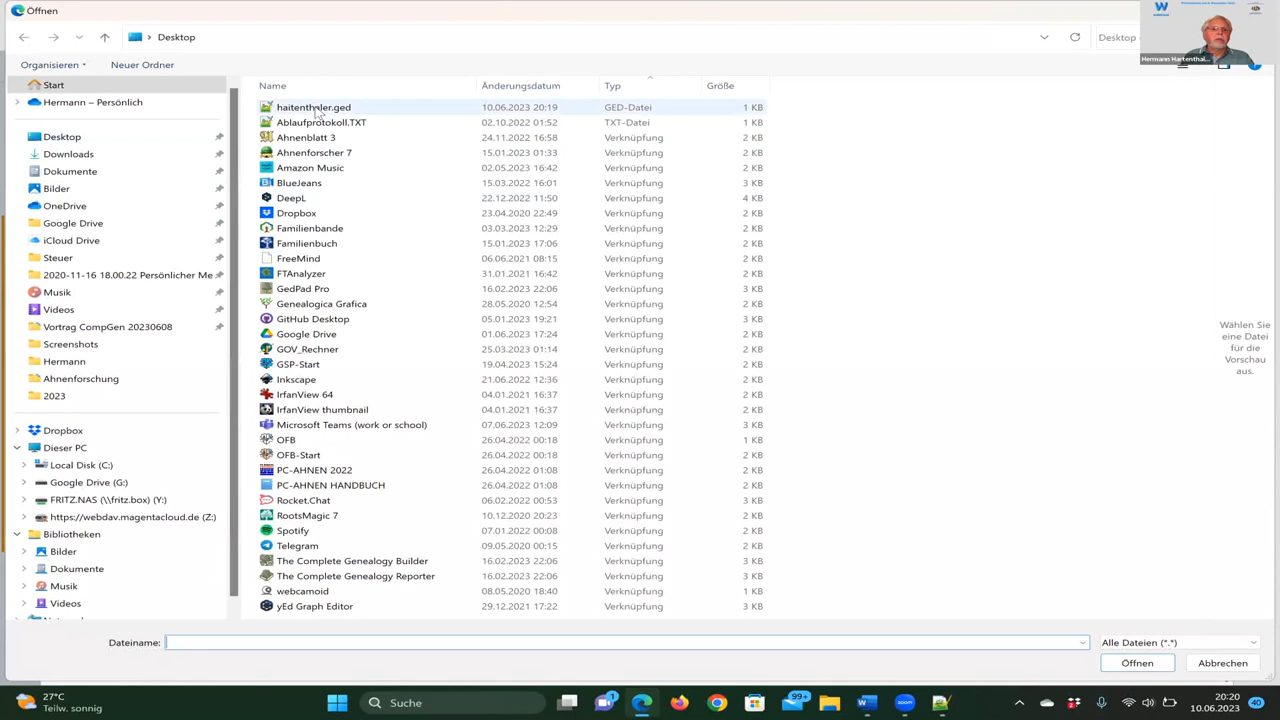 Öffnen
Desktop
Desktop
Organisieren
Neuer Ordner
Hermann Hartenthal...
Start
Hermann – Persönlich
Desktop
Downloads
Dokumente
Bilder
OneDrive
Google Drive
iCloud Drive
Steuer
2020-11-16 18.00.22 Persönlicher Me
Musik
Videos
Vortrag CompGen 20230608
Screenshots
Hermann
Ahnenforschung
2023
Dropbox
Dieser PC
Local Disk (C:)
Google Drive (G:)
FRITZ.NAS (\\fritz.box) (Y:)
https://webdav.magentacloud.de (Z:)
Bibliotheken
Bilder
Dokumente
Musik
Videos
Name Änderungsdatum Typ Größe
haitenthaler.ged 10.06.2023 20:19 GED-Datei 1 KB
Ablaufprotokoll.TXT 02.10.2022 01:52 TXT-Datei 1 KB
Ahnenblatt 3 24.11.2022 16:58 Verknüpfung 2 KB
Ahnenforscher 7 15.01.2023 01:33 Verknüpfung 2 KB
Amazon Music 02.05.2023 16:42 Verknüpfung 2 KB
BlueJeans 15.03.2022 16:01 Verknüpfung 3 KB
DeepL 22.12.2022 11:50 Verknüpfung 4 KB
Dropbox 23.04.2020 22:49 Verknüpfung 2 KB
Familienbande 03.03.2023 12:29 Verknüpfung 2 KB
Familienbuch 15.01.2023 17:06 Verknüpfung 2 KB
FreeMind 06.06.2021 08:15 Verknüpfung 2 KB
FTAnalyzer 31.01.2021 16:42 Verknüpfung 2 KB
GedPad Pro 16.02.2023 22:06 Verknüpfung 3 KB
Genealogica Grafica 28.05.2020 12:54 Verknüpfung 2 KB
GitHub Desktop 05.01.2023 19:21 Verknüpfung 3 KB
Google Drive 01.06.2023 17:24 Verknüpfung 2 KB
GOV_Rechner 25.03.2023 01:14 Verknüpfung 2 KB
GSP-Start 19.04.2023 15:24 Verknüpfung 2 KB
Inkscape 21.06.2022 12:36 Verknüpfung 2 KB
IrfanView 64 04.01.2021 16:37 Verknüpfung 2 KB
IrfanView thumbnail 04.01.2021 16:37 Verknüpfung 2 KB
Microsoft Teams (work or school) 07.06.2023 12:09 Verknüpfung 3 KB
OFB 26.04.2022 00:18 Verknüpfung 1 KB
OFB-Start 26.04.2022 00:18 Verknüpfung 2 KB
PC-AHNEN 2022 26.04.2022 01:08 Verknüpfung 2 KB
PC-AHNEN HANDBUCH 26.04.2022 01:08 Verknüpfung 2 KB
Rocket.Chat 06.02.2022 00:53 Verknüpfung 3 KB
RootsMagic 7 10.12.2020 20:23 Verknüpfung 2 KB
Spotify 07.01.2022 00:08 Verknüpfung 2 KB
Telegram 09.05.2020 00:15 Verknüpfung 2 KB
The Complete Genealogy Builder 16.02.2023 22:06 Verknüpfung 3 KB
The Complete Genealogy Reporter 16.02.2023 22:06 Verknüpfung 3 KB
webcamoid 09.05.2020 18:40 Verknüpfung 1 KB
yEd Graph Editor 29.12.2021 17:22 Verknüpfung 3 KB
Wählen Sie
eine Datei
für die
Vorschau
aus.
Dateiname:
Alle Dateien (*.*)
Öffnen
Abbrechen
27°C
Teilw. sonnig
Suche
1
99+
20:20
10.06.2023
40